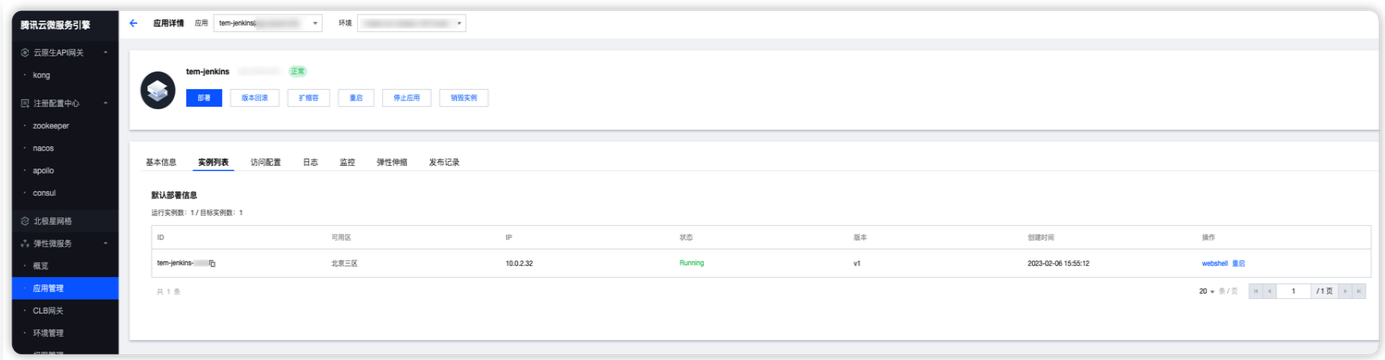 腾讯云微服务引擎
云原生API网关
kong
注册配置中心
zookeeper
nacos
apollo
consul
北极星网格
弹性微服务
概览
应用管理
CLB网关
环境管理
应用详情 应用 tem-jenkins 环境
tem-jenkins 正常
部署 版本回滚 扩缩容 重启 停止应用 销毁实例
基本信息 实例列表 访问配置 日志 监控 弹性伸缩 发布记录
默认部署信息
运行实例数：1 / 目标实例数：1
ID 可用区 IP 状态 版本 创建时间 操作
tem-jenkins- 北京三区 10.0.2.32 Running v1 2023-02-06 15:55:12 webshell 重启
共 1 条 20 条 / 页 1 / 1 页